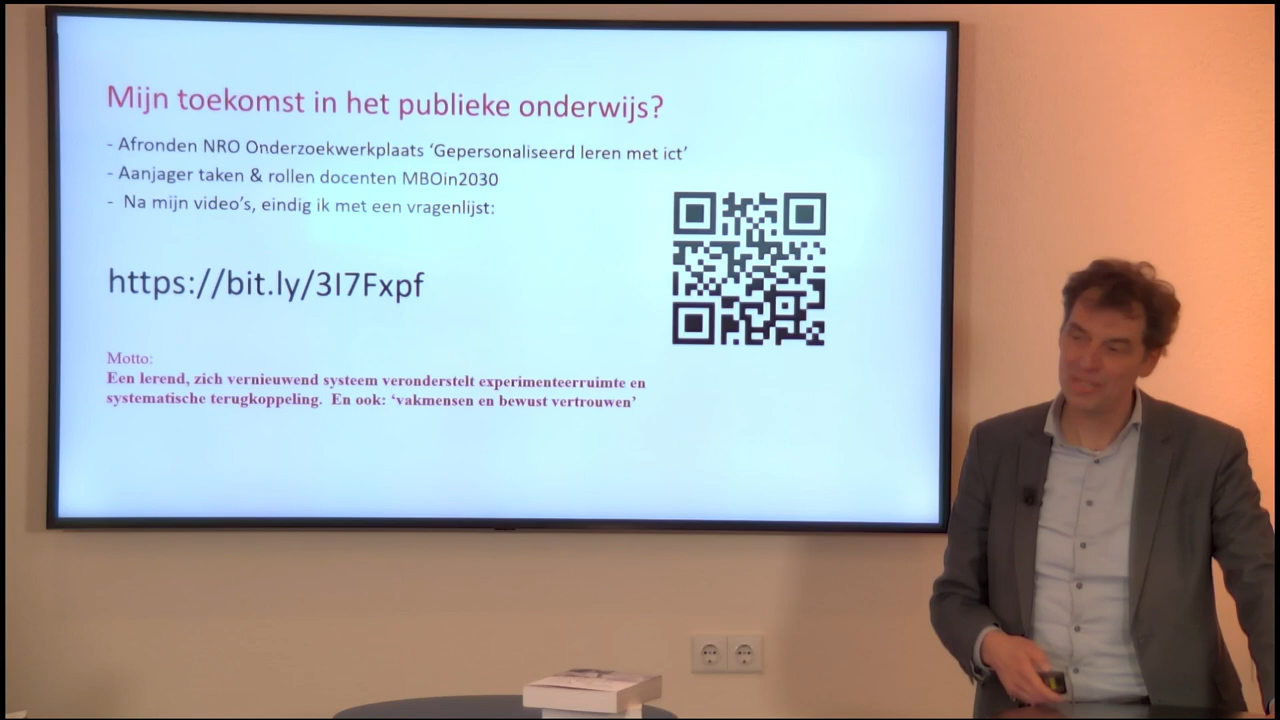 Mijn toekomst in het publieke onderwijs?
- Afronden NRO Onderzoekwerkplaats ‘Gepersonaliseerd leren met ict’
- Aanjager taken & rollen docenten MBOin2030
- Na mijn video’s, eindig ik met een vragenlijst:
https://bit.ly/3I7Fxpf
Motto:
Een lerend, zich vernieuwend systeem veronderstelt experimenteerruimte en
systematische terugkoppeling. En ook: ‘vakmensen en bewust vertrouwen’